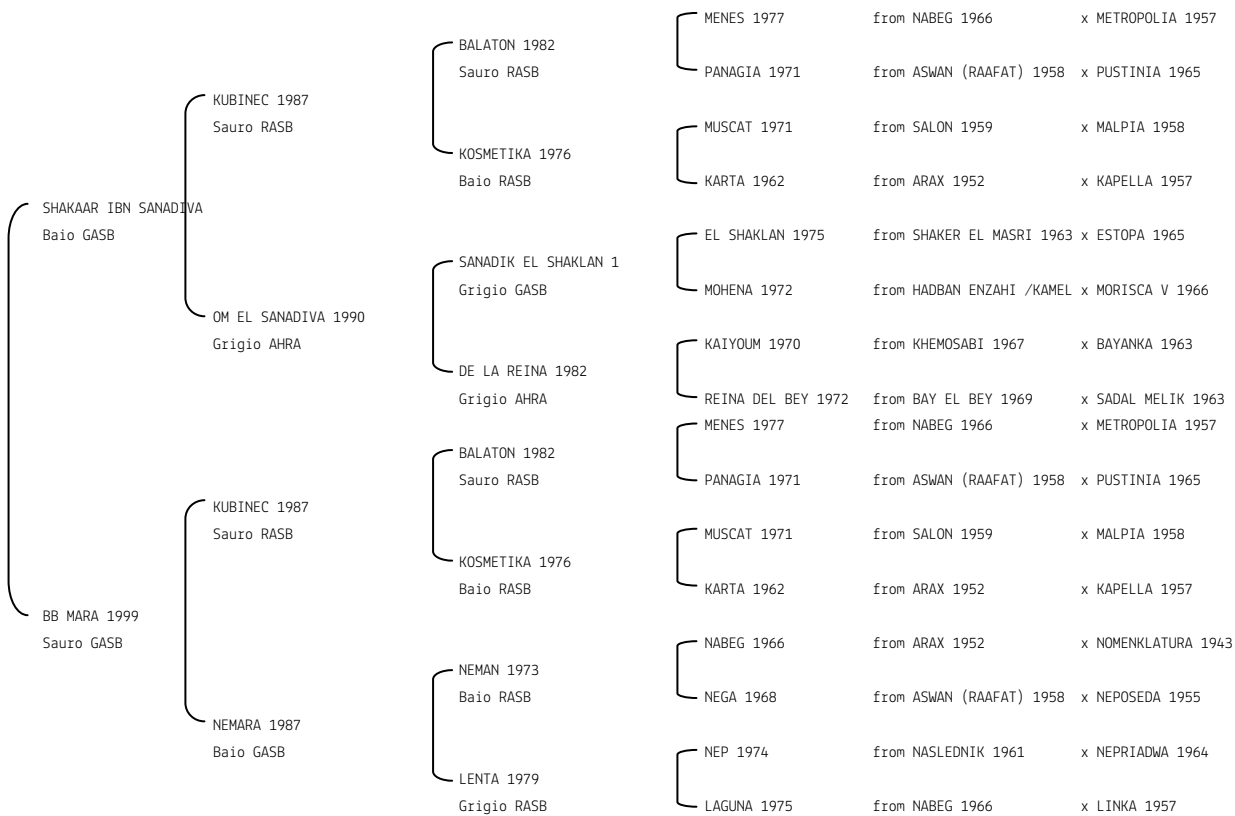 MENES 1977 from NABEG 1966 x METROPOLIA 1957
BALATON 1982
Sauro RASB PANAGIA 1971 from ASWAN (RAAFAT) 1958 x PUSTINIA 1965
KUBINEC 1987
Sauro RASB MUSCAT 1971 from SALON 1959 x MALPIA 1958
KOSMETIKA 1976
Baio RASB KARTA 1962 from ARAX 1952 x KAPELLA 1957
SHAKAAR IBN SANADIVA
Baio GASB EL SHAKLAN 1975 from SHAKER EL MASRI 1963 x ESTOPA 1965
SANADIK EL SHAKLAN 1
Grigio GASB MOHENA 1972 from HADBAN ENZAHI /KAMEL x MORISCA V 1966
OM EL SANADIVA 1990
Grigio AHRA KAIYOUM 1970 from KHEMOSABI 1967 x BAYANKA 1963
DE LA REINA 1982
Grigio AHRA REINA DEL BEY 1972 from BAY EL BEY 1969 x SADAL MELIK 1963
MENES 1977 from NABEG 1966 x METROPOLIA 1957
BALATON 1982
Sauro RASB PANAGIA 1971 from ASWAN (RAAFAT) 1958 x PUSTINIA 1965
KUBINEC 1987
Sauro RASB MUSCAT 1971 from SALON 1959 x MALPIA 1958
KOSMETIKA 1976
Baio RASB KARTA 1962 from ARAX 1952 x KAPELLA 1957
BB MARA 1999
Sauro GASB NABEG 1966 from ARAX 1952 x NOMENKLATURA 1943
NEMAN 1973
Baio RASB NEGA 1968 from ASWAN (RAAFAT) 1958 x NEPOSEDA 1955
NEMARA 1987
Baio GASB NEP 1974 from NASLEDNIK 1961 x NEPRIADWA 1964
LENTA 1979
Grigio RASB LAGUNA 1975 from NABEG 1966 x LINKA 1957